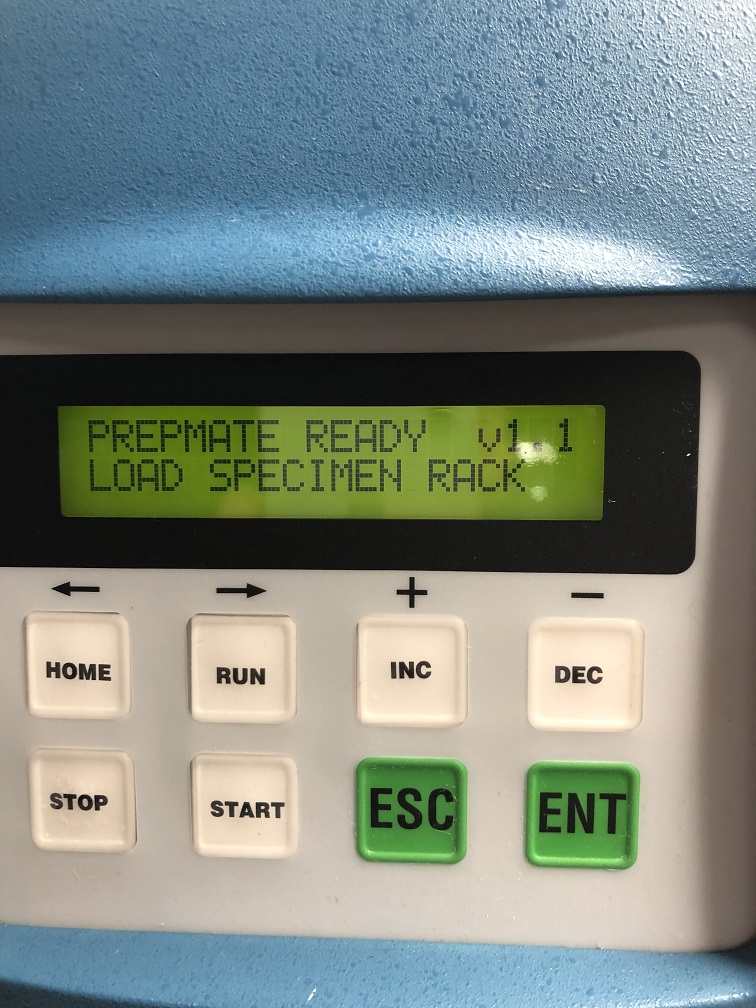 PREPMATE READY v1.1
LOAD SPECIMEN RACK
← → + −
HOME RUN INC DEC
STOP START ESC ENT